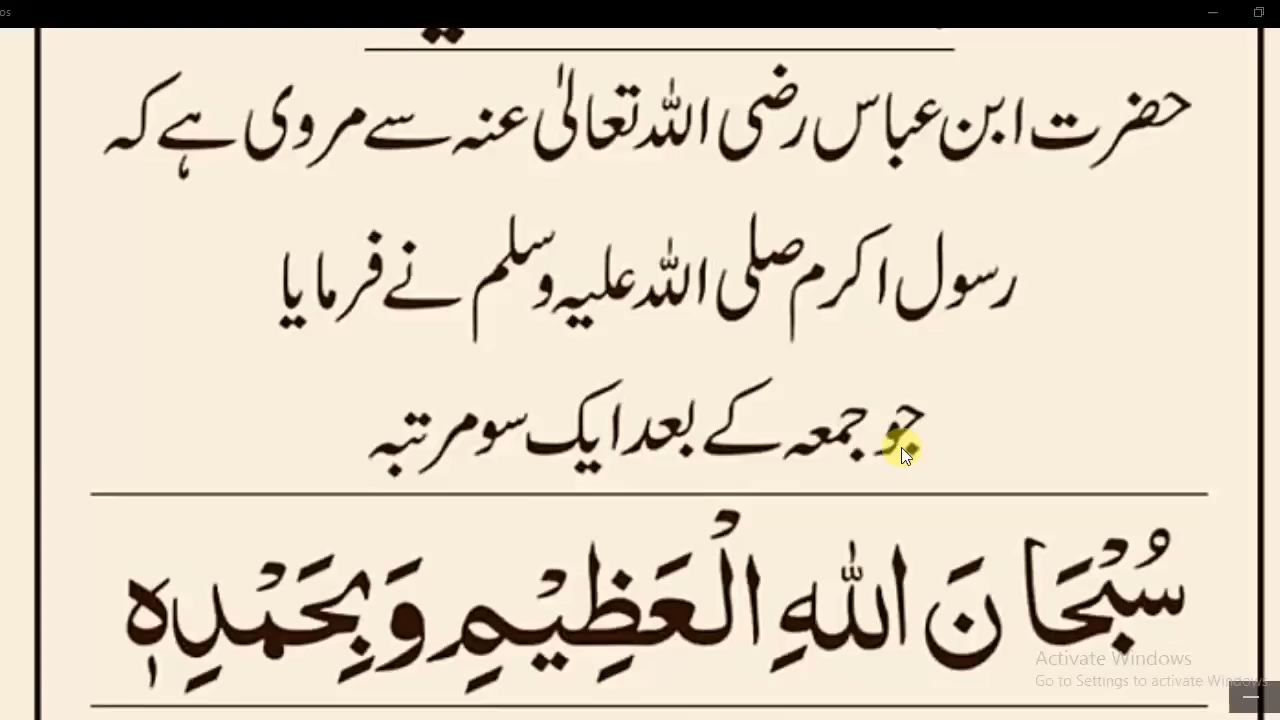 os
حضرت ابن عباس رضی اللہ تعالیٰ عنہ سے مروی ہے کہ
رسول اکرم صلی اللہ علیہ وسلم نے فرمایا
جو جمعہ کے بعد ایک سو مرتبہ
سُبْحَانَ اللّٰهِ الْعَظِيْمِ وَبِحَمْدِهٖ
Activate Windows
Go to Settings to activate Windows.